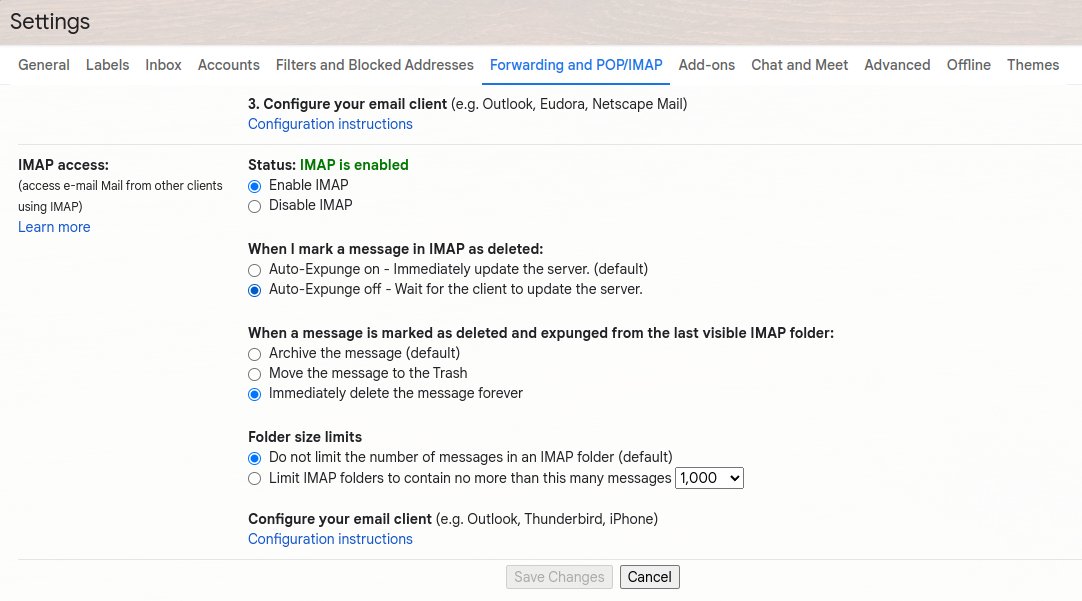 Settings
General Labels Inbox Accounts Filters and Blocked Addresses Forwarding and POP/IMAP Add-ons Chat and Meet Advanced Offline Themes
3. Configure your email client (e.g. Outlook, Eudora, Netscape Mail)
Configuration instructions
IMAP access:
(access e-mail Mail from other clients
using IMAP)
Learn more
Status: IMAP is enabled
Enable IMAP
Disable IMAP
When I mark a message in IMAP as deleted:
Auto-Expunge on - Immediately update the server. (default)
Auto-Expunge off - Wait for the client to update the server.
When a message is marked as deleted and expunged from the last visible IMAP folder:
Archive the message (default)
Move the message to the Trash
Immediately delete the message forever
Folder size limits
Do not limit the number of messages in an IMAP folder (default)
Limit IMAP folders to contain no more than this many messages 1,000
Configure your email client (e.g. Outlook, Thunderbird, iPhone)
Configuration instructions
Save Changes Cancel